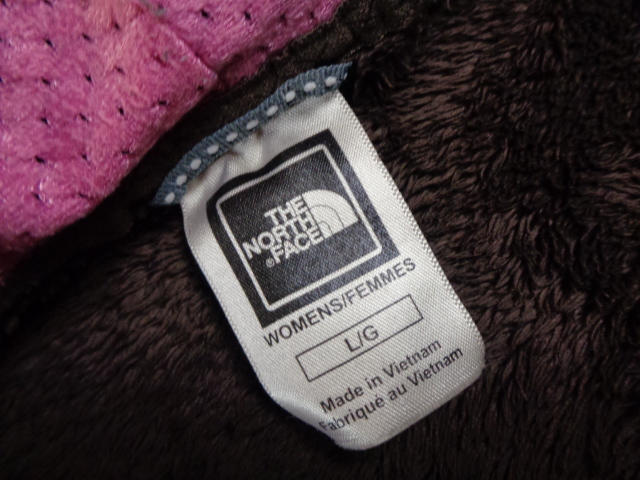 THE
NORTH
FACE
WOMENS/FEMMES
L/G
Made in Vietnam
Fabriqué au Vietnam